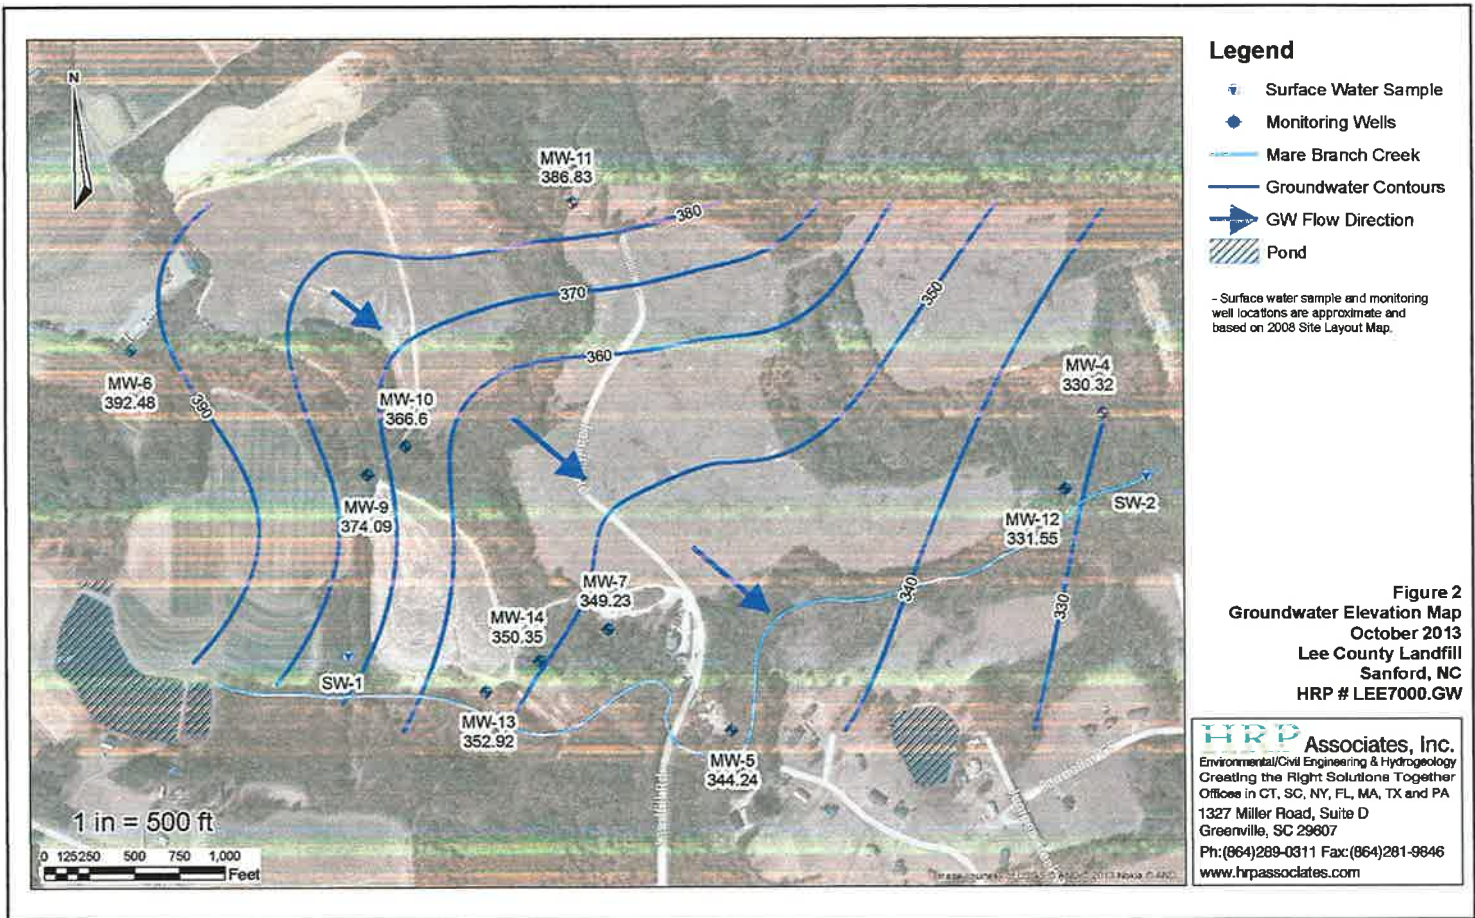 N
MW-11
386.83
380
370
360
350
MW-6
392.48
390
MW-10
366.6
MW-4
330.32
MW-9
374.09
SW-2
MW-12
331.55
MW-7
349.23
340
330
MW-14
350.35
SW-1
MW-13
352.92
MW-5
344.24
1 in = 500 ft
0 125 250 500 750 1,000
Feet
Legend
Surface Water Sample
Monitoring Wells
Mare Branch Creek
Groundwater Contours
GW Flow Direction
Pond
- Surface water sample and monitoring
well locations are approximate and
based on 2008 Site Layout Map.
Figure 2
Groundwater Elevation Map
October 2013
Lee County Landfill
Sanford, NC
HRP # LEE7000.GW
HRP Associates, Inc.
Environmental/Civil Engineering & Hydrogeology
Creating the Right Solutions Together
Offices in CT, SC, NY, FL, MA, TX and PA
1327 Miller Road, Suite D
Greenville, SC 29607
Ph:(864)289-0311 Fax:(864)281-9846
www.hrpassociates.com